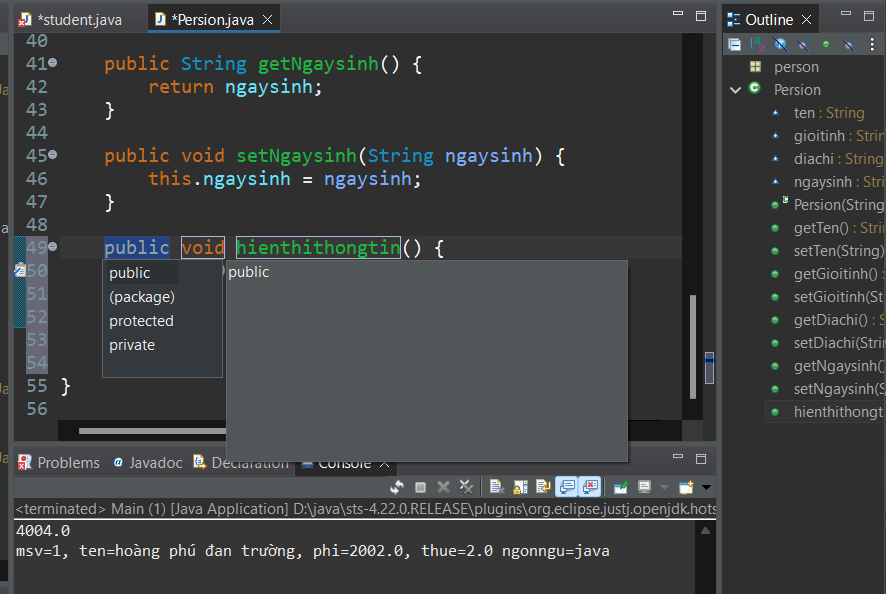 *student.java
*Persion.java
Outline
40
41 public String getNgaysinh() {
42 return ngaysinh;
43 }
44
45 public void setNgaysinh(String ngaysinh) {
46 this.ngaysinh = ngaysinh;
47 }
48
49 public void hienthithongtin() {
50
51
52
53
54
55 }
56
public
(package)
protected
private
public
person
Persion
ten : String
gioitinh : Strin
diachi : String
ngaysinh : Stri
Persion(String
getTen() : Strin
setTen(String)
getGioitinh() :
setGioitinh(St
getDiachi() : S
setDiachi(Strin
getNgaysinh()
setNgaysinh(S
hienthithongt
Problems Javadoc Declaration Console
<terminated> Main (1) [Java Application] D:\java\sts-4.22.0.RELEASE\plugins\org.eclipse.justj.openjdk.hots
4004.0
msv=1, ten=hoàng phú đan trường, phi=2002.0, thue=2.0 ngonngu=java